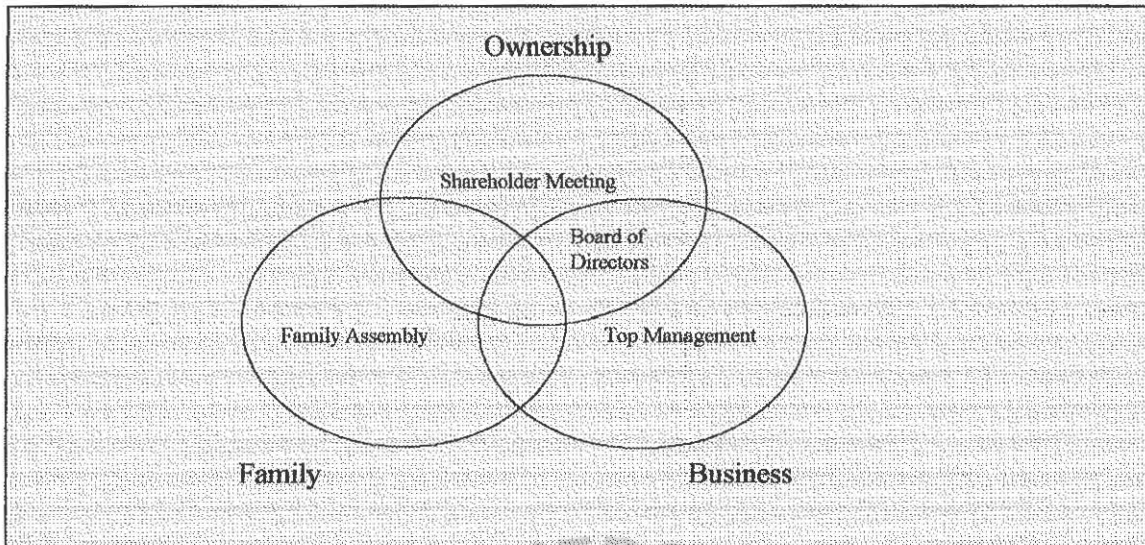 Ownership
Shareholder Meeting
Board of
Directors
Family Assembly
Top Management
Family
Business